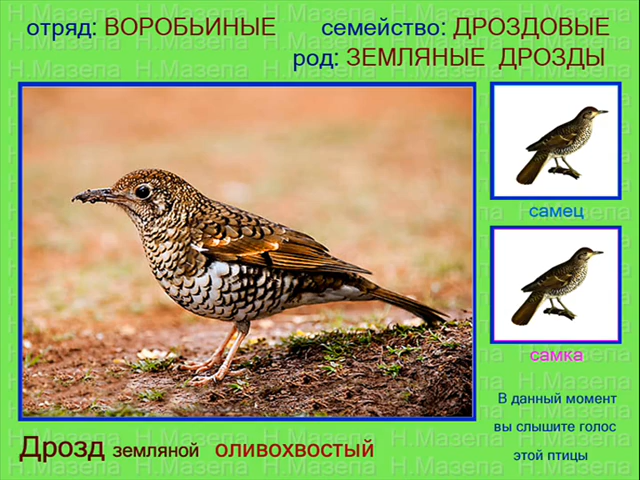 отряд: ВОРОБЬИНЫЕ семейство: ДРОЗДОВЫЕ
род: ЗЕМЛЯНЫЕ ДРОЗДЫ
самец
самка
В данный момент
вы слышите голос
этой птицы
Дрозд земляной оливохвостый
Н.Мазепа